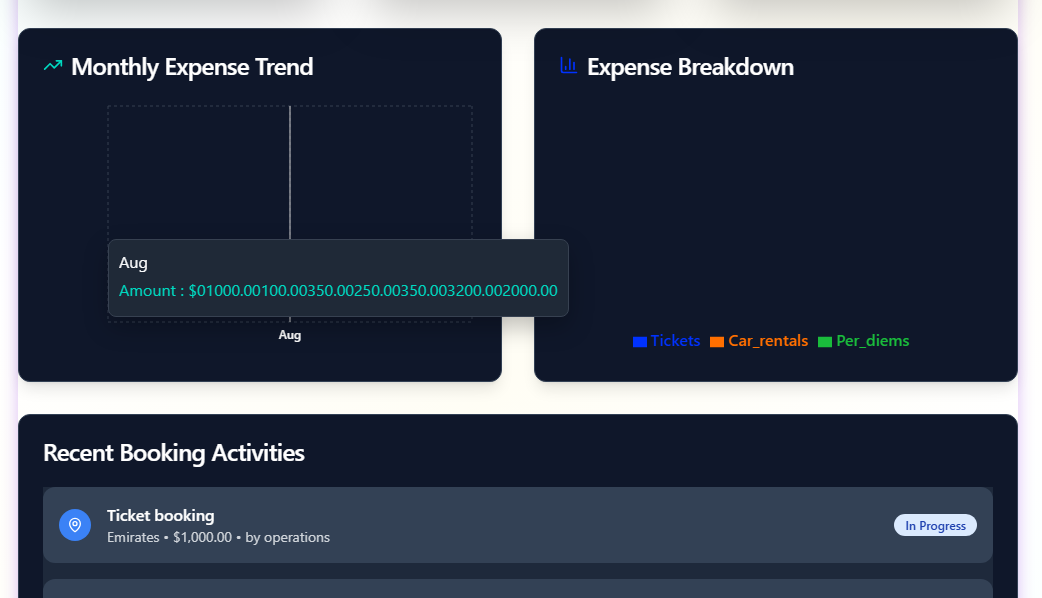 Monthly Expense Trend
Aug
Amount : $01000.00100.00350.00250.00350.003200.002000.00
Aug
Expense Breakdown
Tickets Car_rentals Per_diems
Recent Booking Activities
Ticket booking
Emirates • $1,000.00 • by operations
In Progress